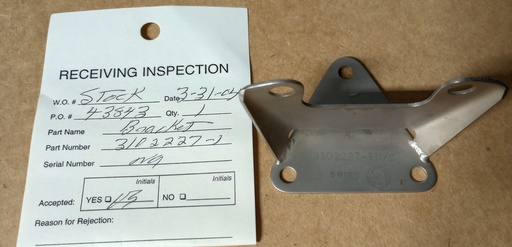 RECEIVING INSPECTION
W.O. # Stock Date 3-31-04
P.O. # 43843 Qty. 1
Part Name Bracket
Part Number 3102227-1
Serial Number
Initials Initials
Accepted: YES NO
Reason for Rejection: